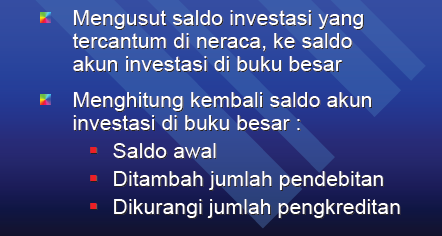 Mengusut saldo investasi yang
tercantum di neraca, ke saldo
akun investasi di buku besar
Menghitung kembali saldo akun
investasi di buku besar :
Saldo awal
Ditambah jumlah pendebitan
Dikurangi jumlah pengkreditan